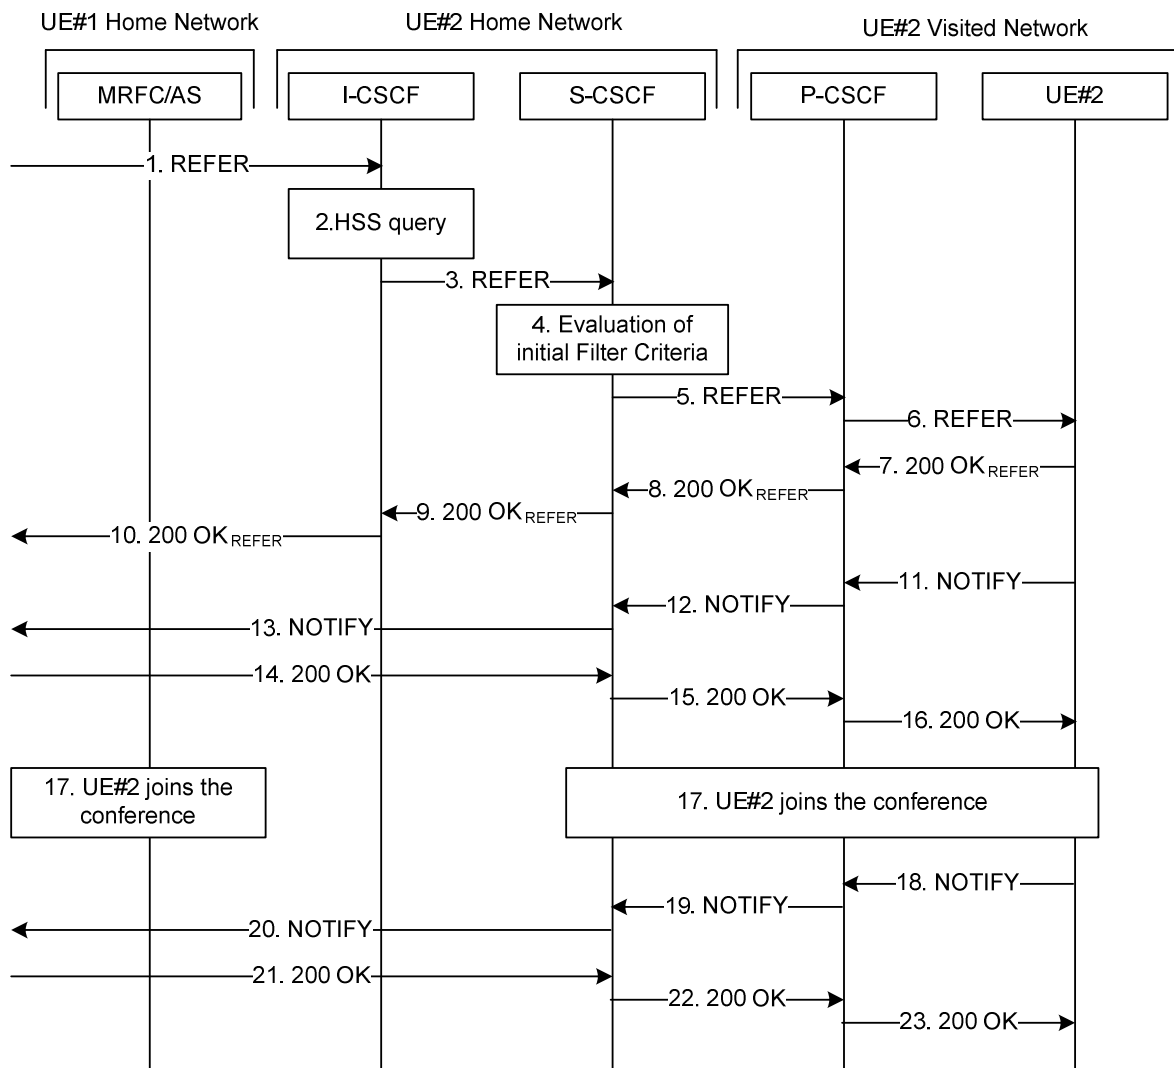 UE#1 Home Network
UE#2 Home Network
UE#2 Visited Network
MRFC/AS
I-CSCF
S-CSCF
P-CSCF
UE#2
1. REFER
2.HSS query
3. REFER
4. Evaluation of
initial Filter Criteria
5. REFER
6. REFER
7. 200 OK REFER
8. 200 OK REFER
9. 200 OK REFER
10. 200 OK REFER
11. NOTIFY
12. NOTIFY
13. NOTIFY
14. 200 OK
15. 200 OK
16. 200 OK
17. UE#2 joins the
conference
17. UE#2 joins the conference
18. NOTIFY
19. NOTIFY
20. NOTIFY
21. 200 OK
22. 200 OK
23. 200 OK